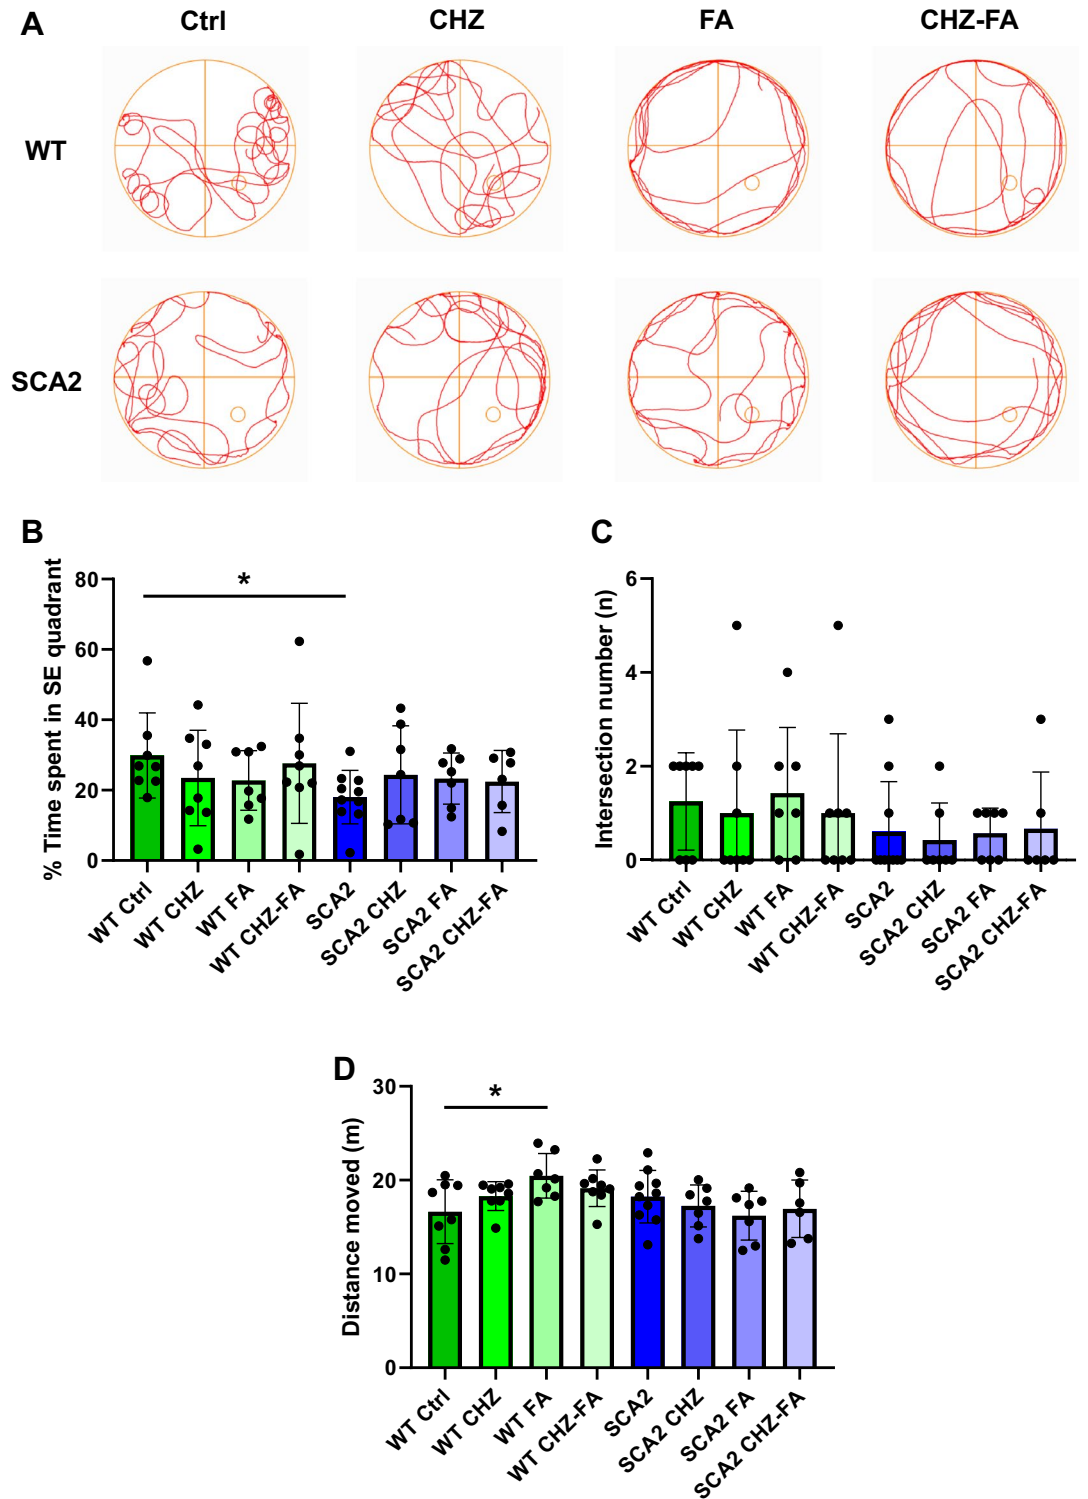 A
Ctrl
CHZ
FA
CHZ-FA
WT
SCA2
B
% Time spent in SE quadrant
80
60
40
20
0
*
WT Ctrl
WT CHZ
WT FA
WT CHZ-FA
SCA2
SCA2 CHZ
SCA2 FA
SCA2 CHZ-FA
C
Intersection number (n)
6
4
2
0
WT Ctrl
WT CHZ
WT FA
WT CHZ-FA
SCA2
SCA2 CHZ
SCA2 FA
SCA2 CHZ-FA
D
Distance moved (m)
30
20
10
0
*
WT Ctrl
WT CHZ
WT FA
WT CHZ-FA
SCA2
SCA2 CHZ
SCA2 FA
SCA2 CHZ-FA